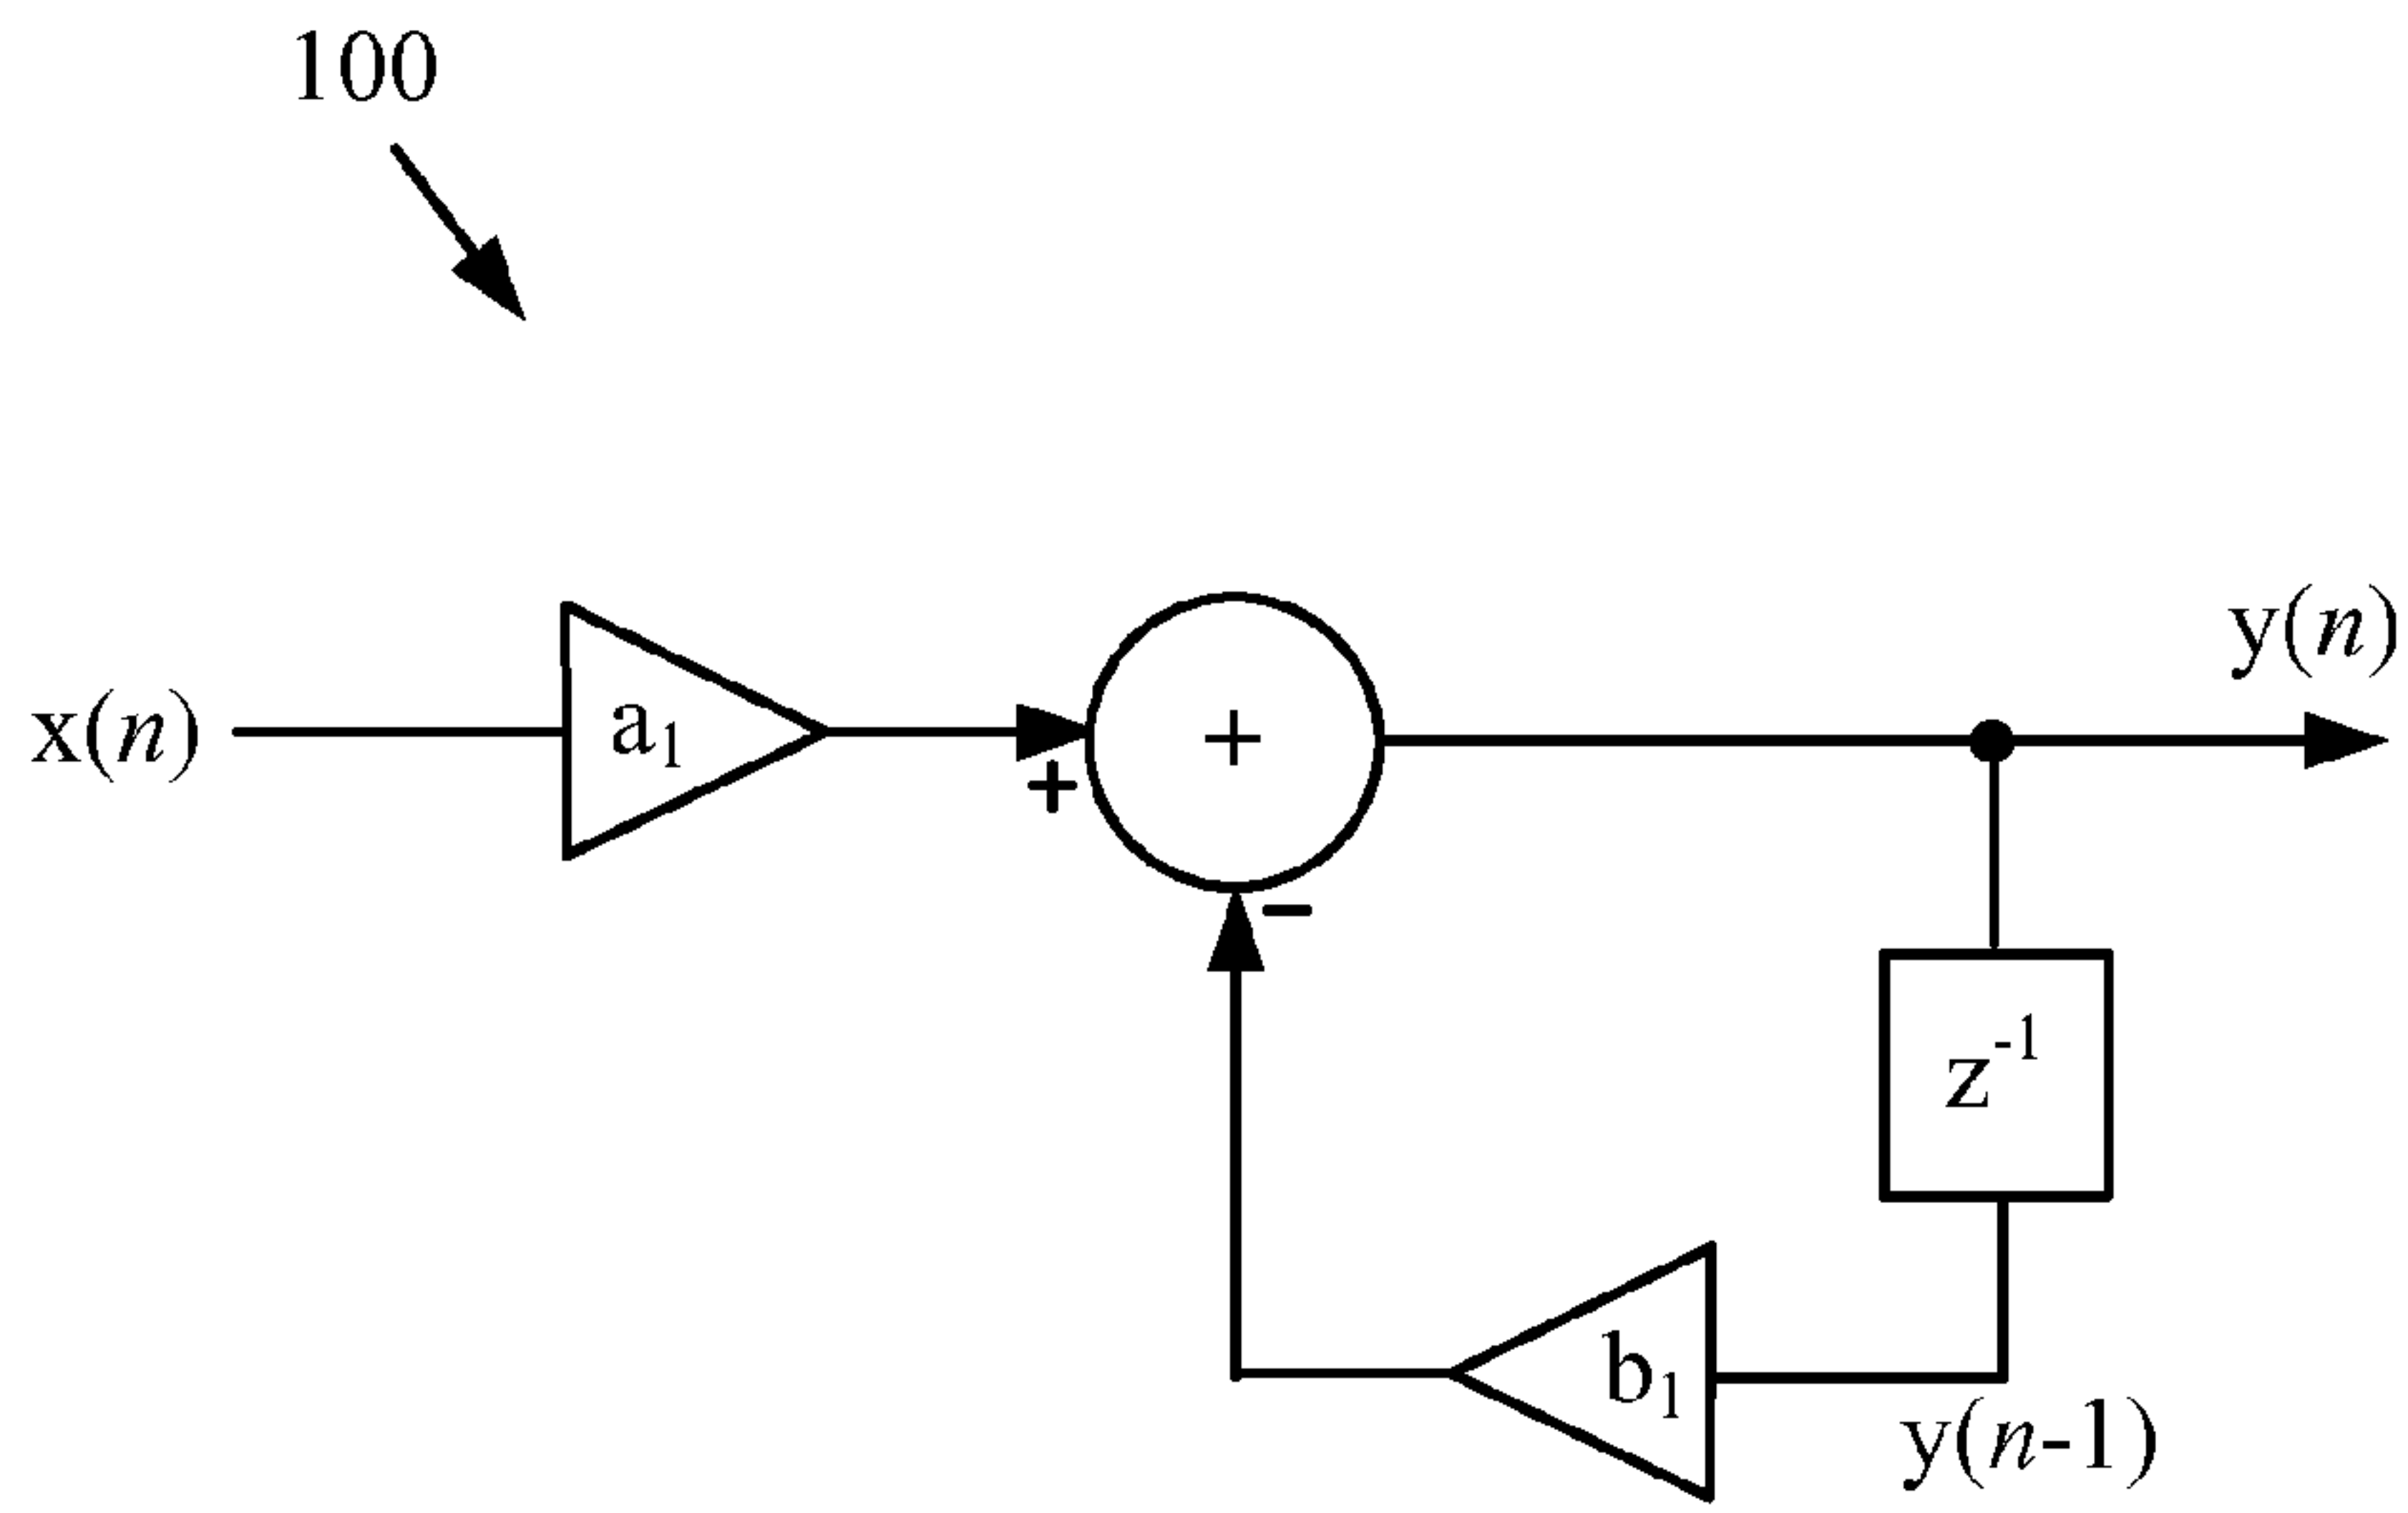 100
y(n)
x(n)
a₁
+
+
−
z⁻¹
b₁
y(n-1)